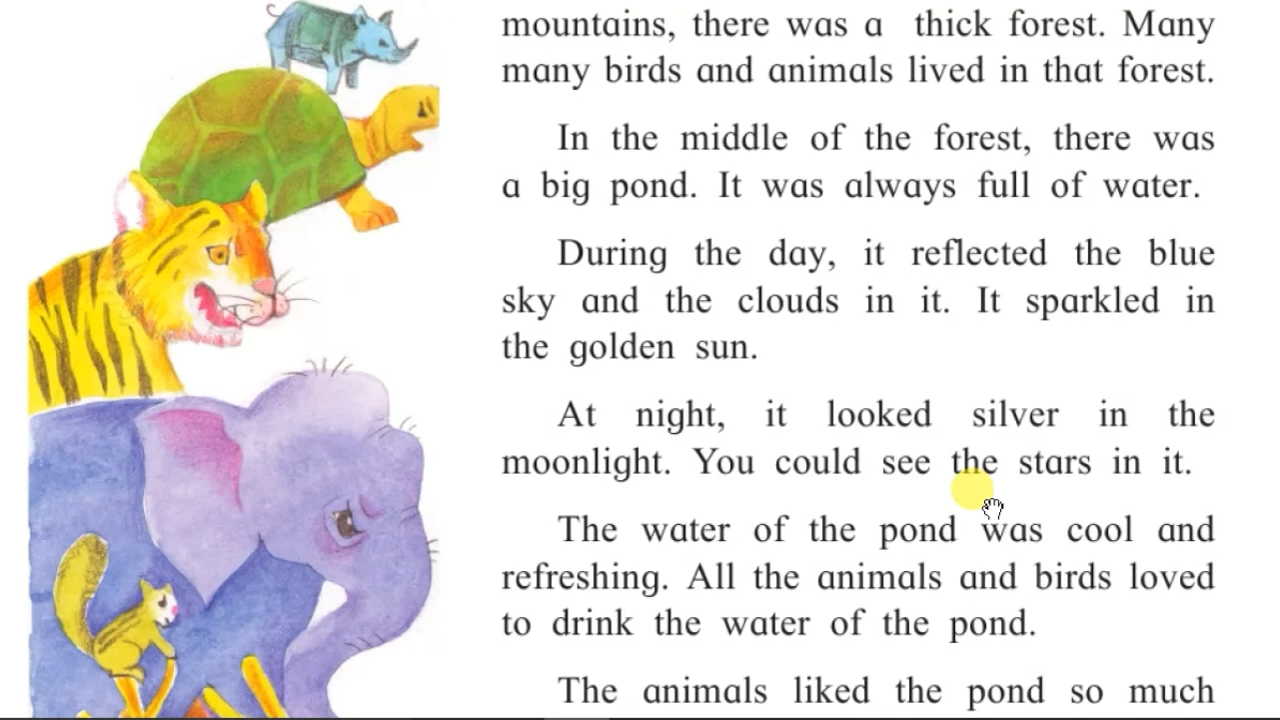 mountains, there was a thick forest. Many
many birds and animals lived in that forest.
In the middle of the forest, there was
a big pond. It was always full of water.
During the day, it reflected the blue
sky and the clouds in it. It sparkled in
the golden sun.
At night, it looked silver in the
moonlight. You could see the stars in it.
The water of the pond was cool and
refreshing. All the animals and birds loved
to drink the water of the pond.
The animals liked the pond so much